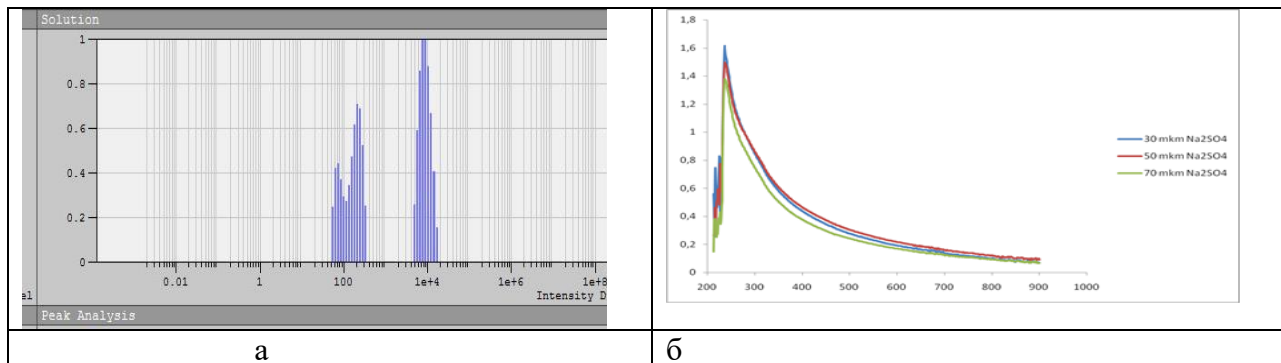 Solution
1
0.8
0.6
0.4
0.2
0
0.01
1
100
1e+4
1e+6
1e+8
el
Intensity D
Peak Analysis
1,8
1,6
1,4
1,2
1
0,8
0,6
0,4
0,2
0
200
300
400
500
600
700
800
900
1000
30 mkm Na2SO4
50 mkm Na2SO4
70 mkm Na2SO4
а
б